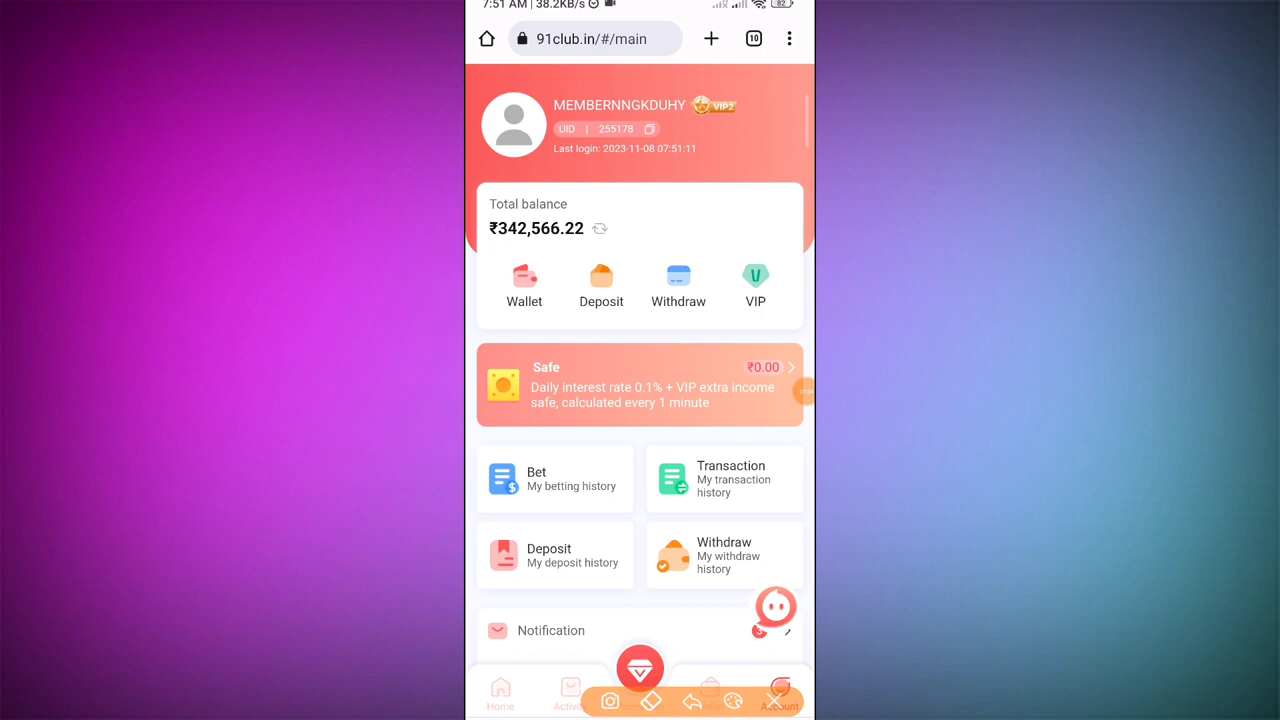 7:51 AM | 38.2KB/s
82
91club.in/#/main
10
MEMBERNNGKDUHY VIP2
UID | 255178
Last login: 2023-11-08 07:51:11
Total balance
₹342,566.22
Wallet
Deposit
Withdraw
VIP
Safe
₹0.00
Daily interest rate 0.1% + VIP extra income
safe, calculated every 1 minute
Bet
My betting history
Transaction
My transaction
history
Deposit
My deposit history
Withdraw
My withdraw
history
Notification
3
Home
Account